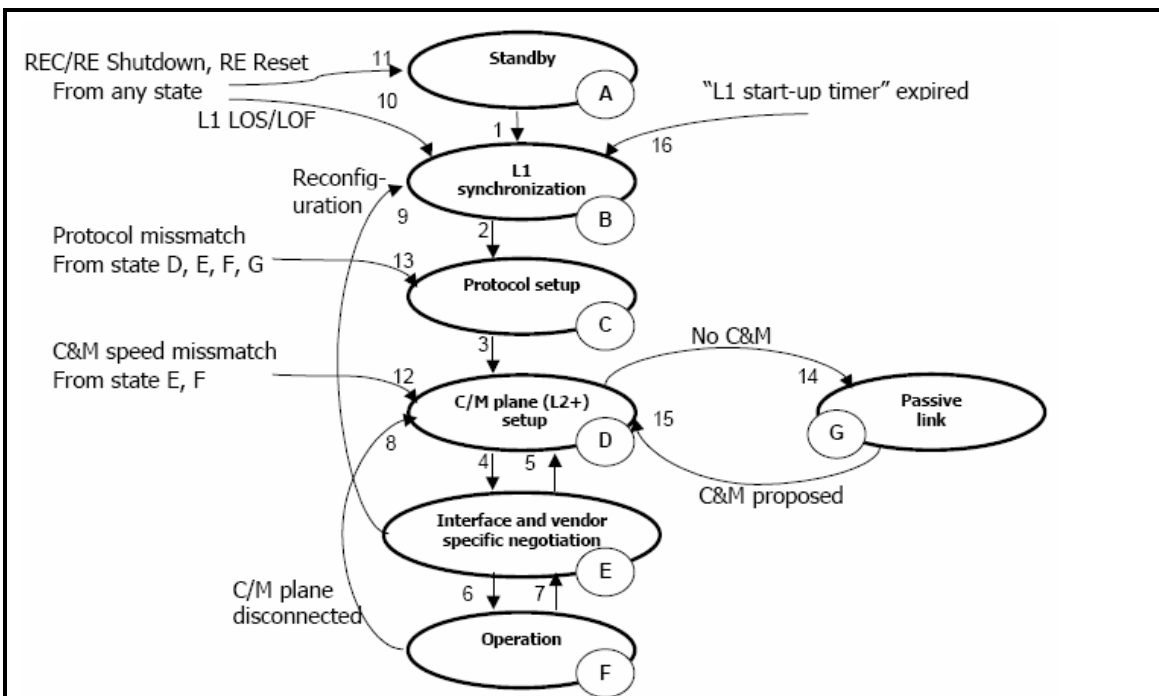 Standby
A
11
REC/RE Shutdown, RE Reset
From any state
10
L1 LOS/LOF
"L1 start-up timer" expired
16
1
L1
synchronization
B
Reconfig-
uration
9
2
Protocol missmatch
From state D, E, F, G
13
Protocol setup
C
3
No C&M
C&M speed missmatch
From state E, F
12
14
C/M plane (L2+)
setup
D
15
Passive
link
G
8
4
5
C&M proposed
Interface and vendor
specific negotiation
E
C/M plane
disconnected
6
7
Operation
F